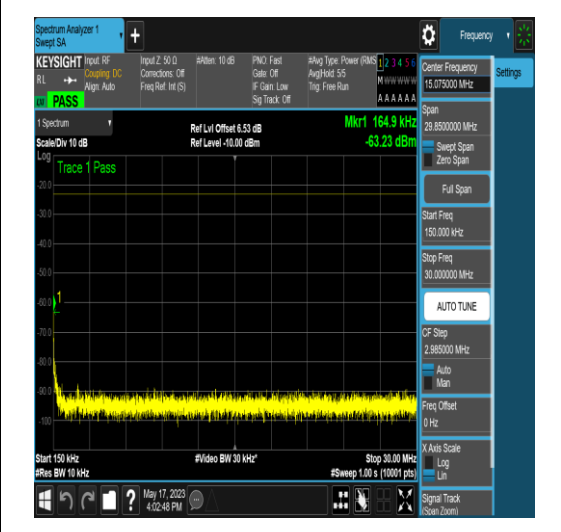 Spectrum Analyzer 1
Swept SA
Frequency
KEYSIGHT
RL
PASS
Input: RF
Coupling: DC
Align: Auto
Input Z: 50 Ω
Corrections: Off
Freq Ref: Int (S)
#Atten: 10 dB
PNO: Fast
Gate: Off
IF Gain: Low
Sig Track: Off
#Avg Type: Power (RMS
Avg|Hold: 5/5
Trig: Free Run
1 2 3 4 5 6
M W W W W W
A A A A A A
1 Spectrum
Scale/Div 10 dB
Ref Lvl Offset 6.53 dB
Ref Level -10.00 dBm
Mkr1 164.9 kHz
-63.23 dBm
Log
Trace 1 Pass
-20.0
-30.0
-40.0
-50.0
-60.0
1
-70.0
-80.0
-90.0
-100
Start 150 kHz
#Res BW 10 kHz
#Video BW 30 kHz*
Stop 30.00 MHz
#Sweep 1.00 s (10001 pts)
May 17, 2023
4:02:48 PM
Center Frequency
15.075000 MHz
Settings
Span
29.8500000 MHz
Swept Span
Zero Span
Full Span
Start Freq
150.000 kHz
Stop Freq
30.000000 MHz
AUTO TUNE
CF Step
2.985000 MHz
Auto
Man
Freq Offset
0 Hz
X Axis Scale
Log
Lin
Signal Track
(Span Zoom)